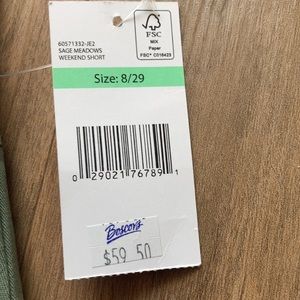 60571332-JE2
SAGE MEADOWS
WEEKEND SHORT
FSC
MIX
Paper
FSC® C016423
Size: 8/29
0 29021 76789 1
Boscov's
$59.50